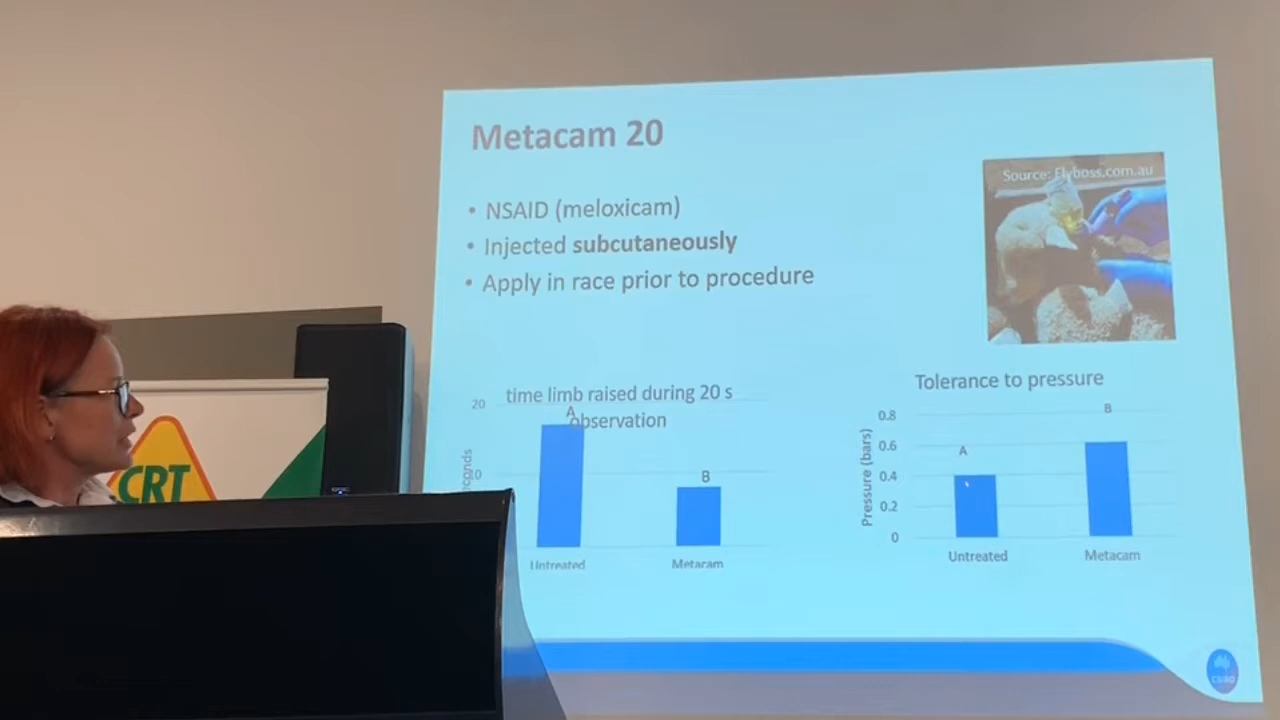 Metacam 20
Source: Flyboss.com.au
• NSAID (meloxicam)
• Injected subcutaneously
• Apply in race prior to procedure
time limb raised during 20 s
observation
20
A
B
Untreated
Metacam
Tolerance to pressure
Pressure (bars)
0.8
0.6
0.4
0.2
0
A
B
Untreated
Metacam
CRT
CSIRO